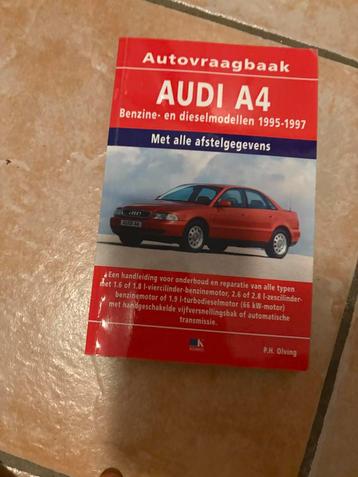 Autovraagbaak
AUDI A4
Benzine- en dieselmodellen 1995-1997
Met alle afstelgegevens
AUDI A4
Een handleiding voor onderhoud en reparatie van alle typen
met 1.6 of 1.8 l-viercilinder-benzinemotor, 2.6 of 2.8 l-zescilinder-
benzinemotor of 1.9 l-turbodieselmotor (66 kW-motor)
met handgeschakelde vijfversnellingsbak of automatische
transmissie.
P.H. Olving
K